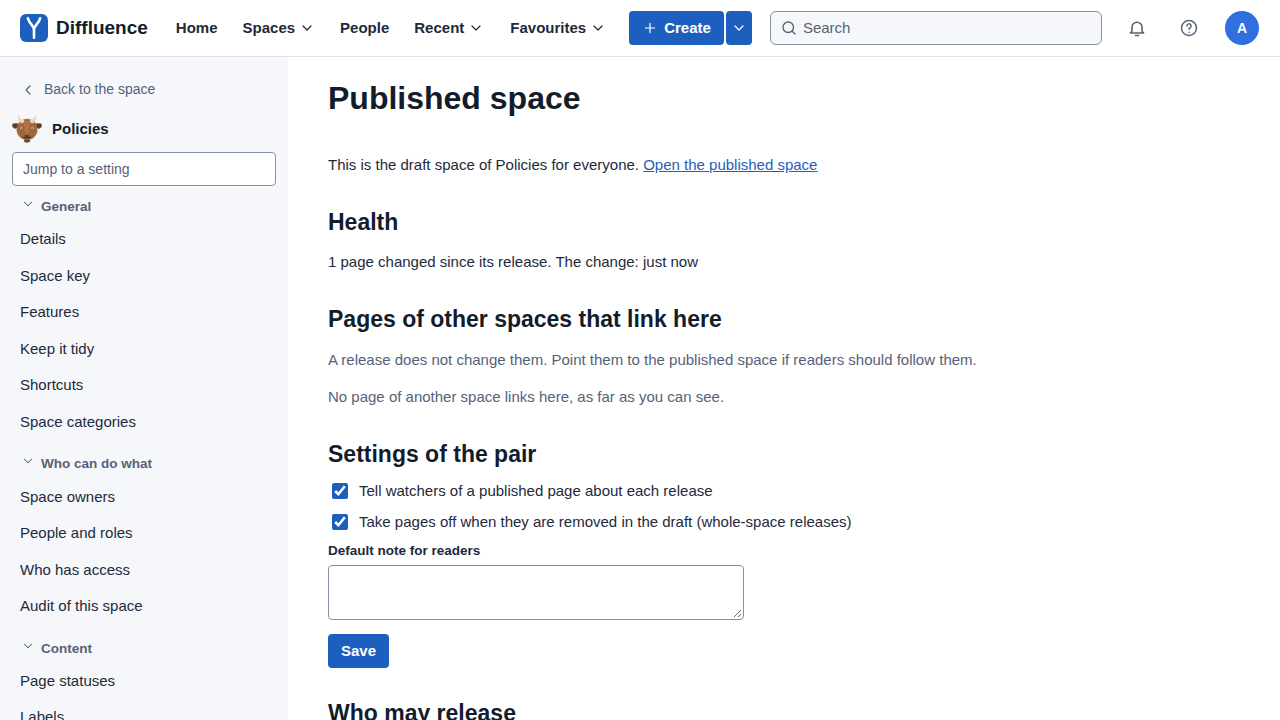 Diffluence Home Spaces People Recent Favourites Create Search A
Back to the space
Policies
Jump to a setting
General
Details
Space key
Features
Keep it tidy
Shortcuts
Space categories
Who can do what
Space owners
People and roles
Who has access
Audit of this space
Content
Page statuses
Labels
Published space
This is the draft space of Policies for everyone. Open the published space
Health
1 page changed since its release. The change: just now
Pages of other spaces that link here
A release does not change them. Point them to the published space if readers should follow them.
No page of another space links here, as far as you can see.
Settings of the pair
Tell watchers of a published page about each release
Take pages off when they are removed in the draft (whole-space releases)
Default note for readers
Save
Who may release